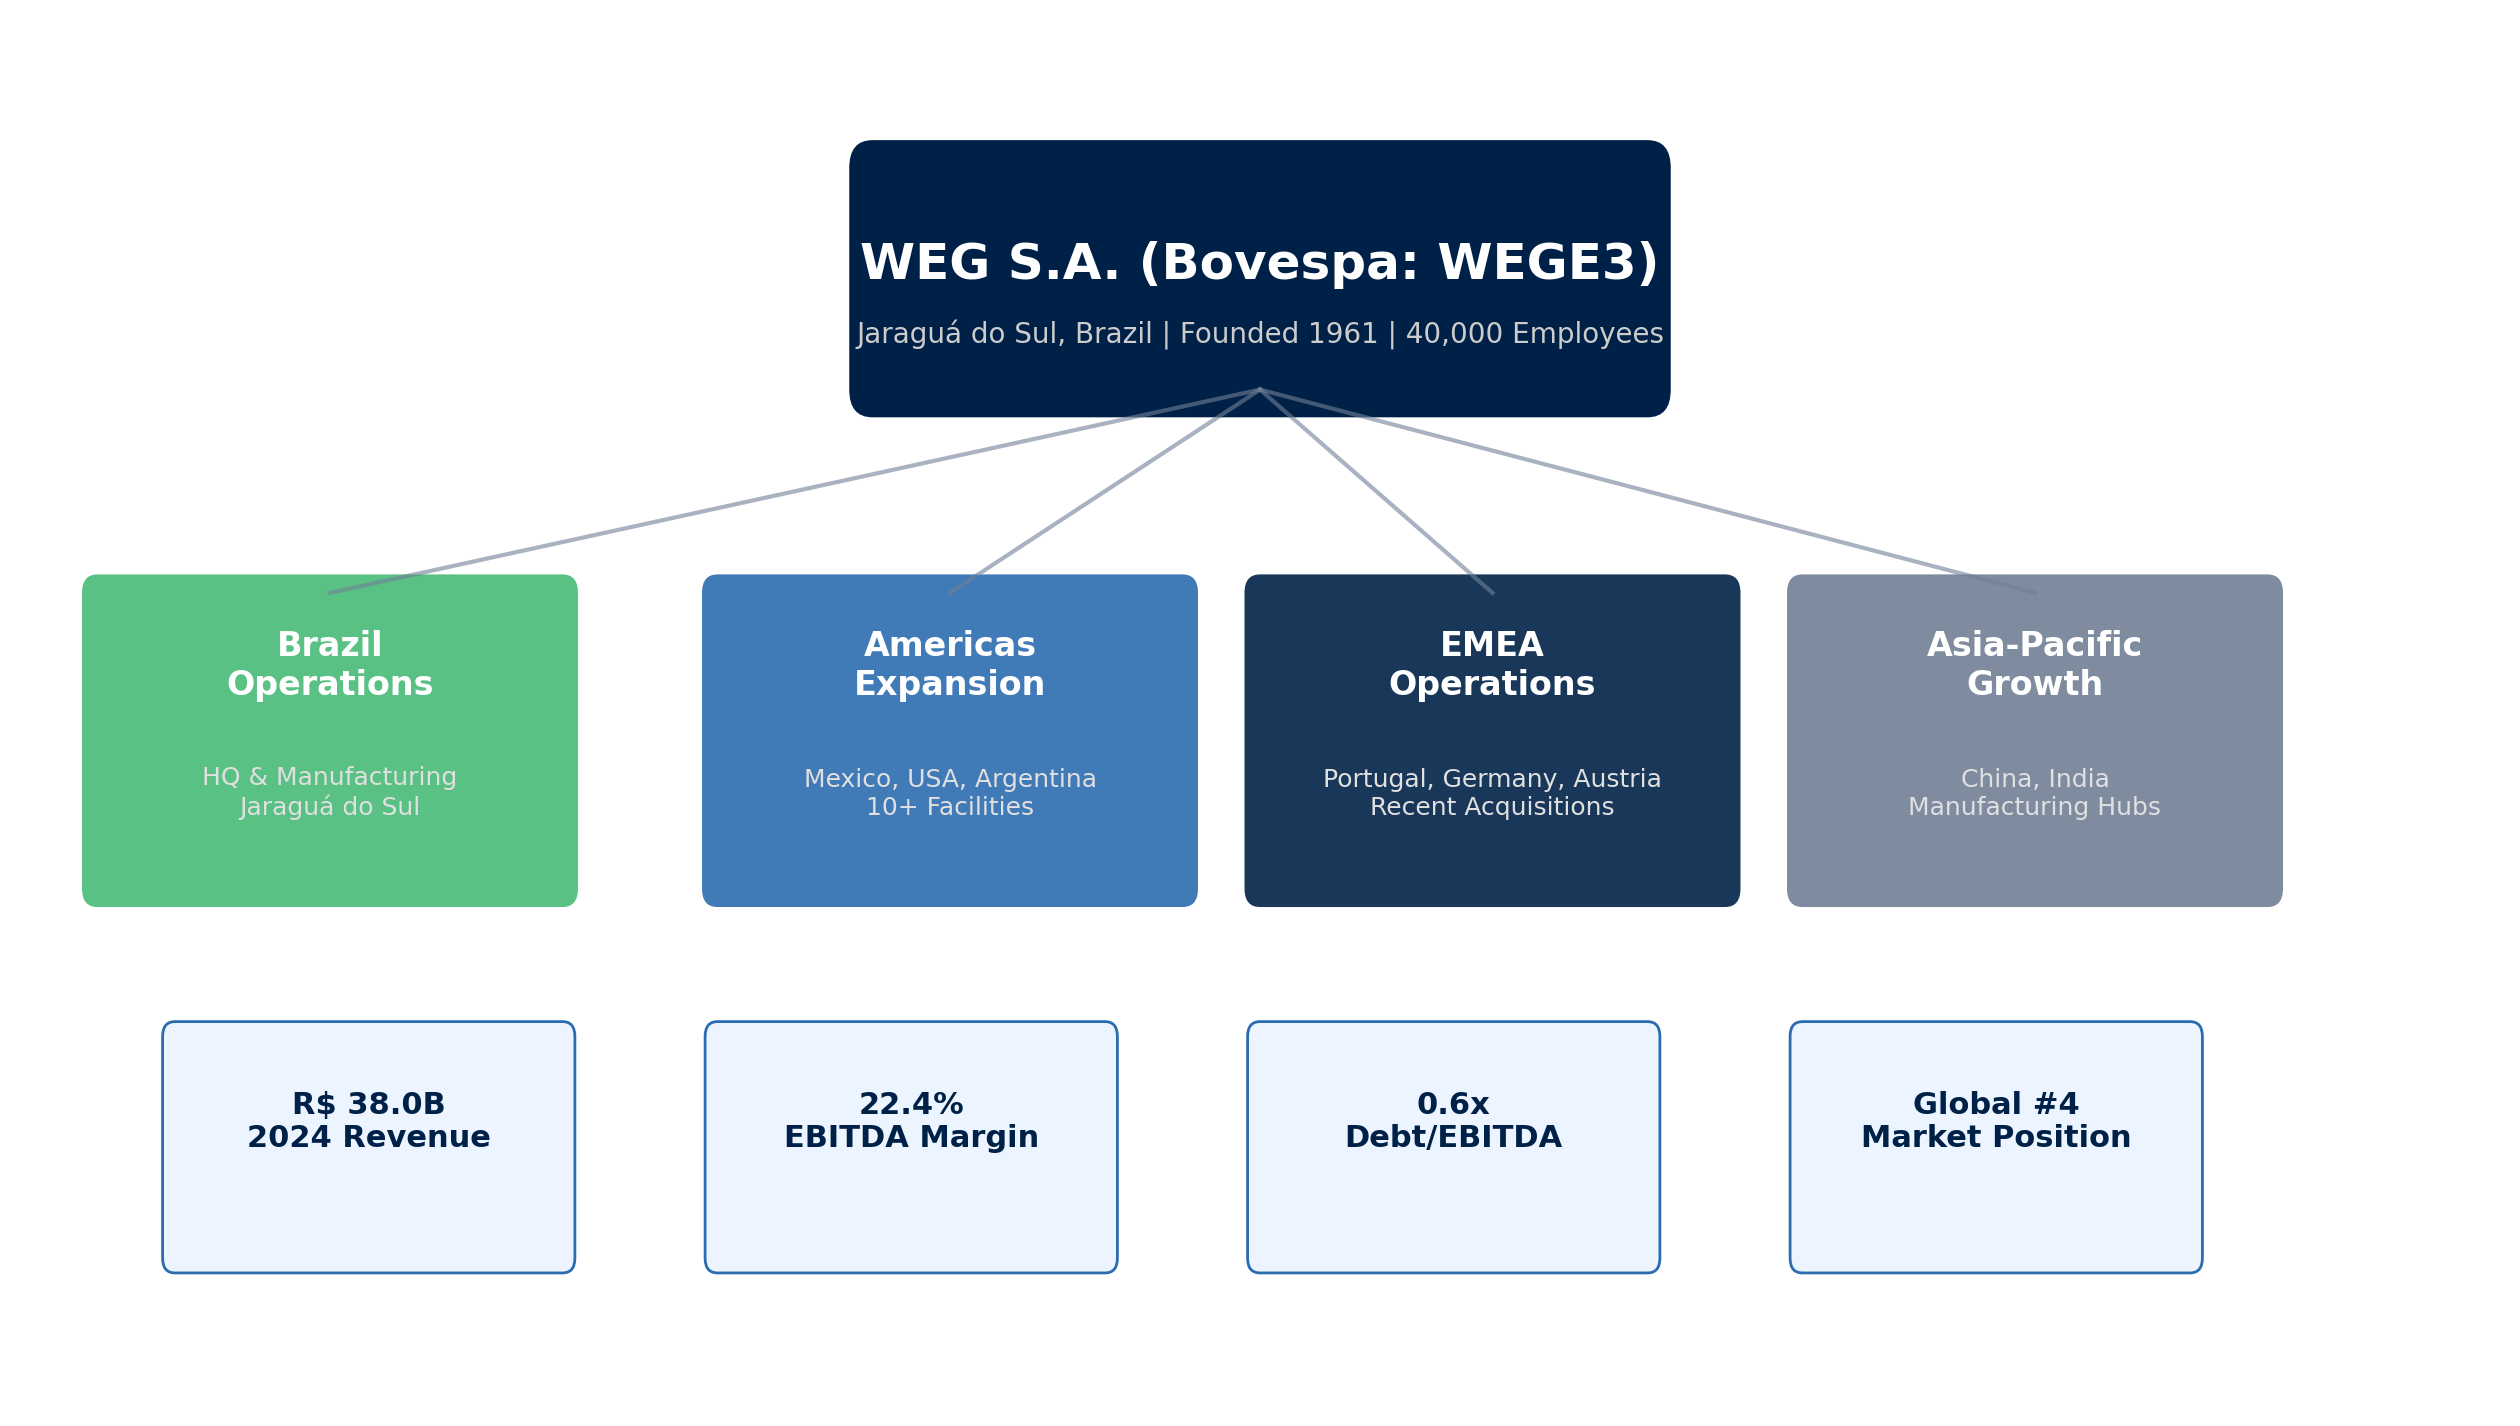 WEG S.A. (Bovespa: WEGE3)
Jaraguá do Sul, Brazil | Founded 1961 | 40,000 Employees
Brazil
Operations
HQ & Manufacturing
Jaraguá do Sul
Americas
Expansion
Mexico, USA, Argentina
10+ Facilities
EMEA
Operations
Portugal, Germany, Austria
Recent Acquisitions
Asia-Pacific
Growth
China, India
Manufacturing Hubs
R$ 38.0B
2024 Revenue
22.4%
EBITDA Margin
0.6x
Debt/EBITDA
Global #4
Market Position